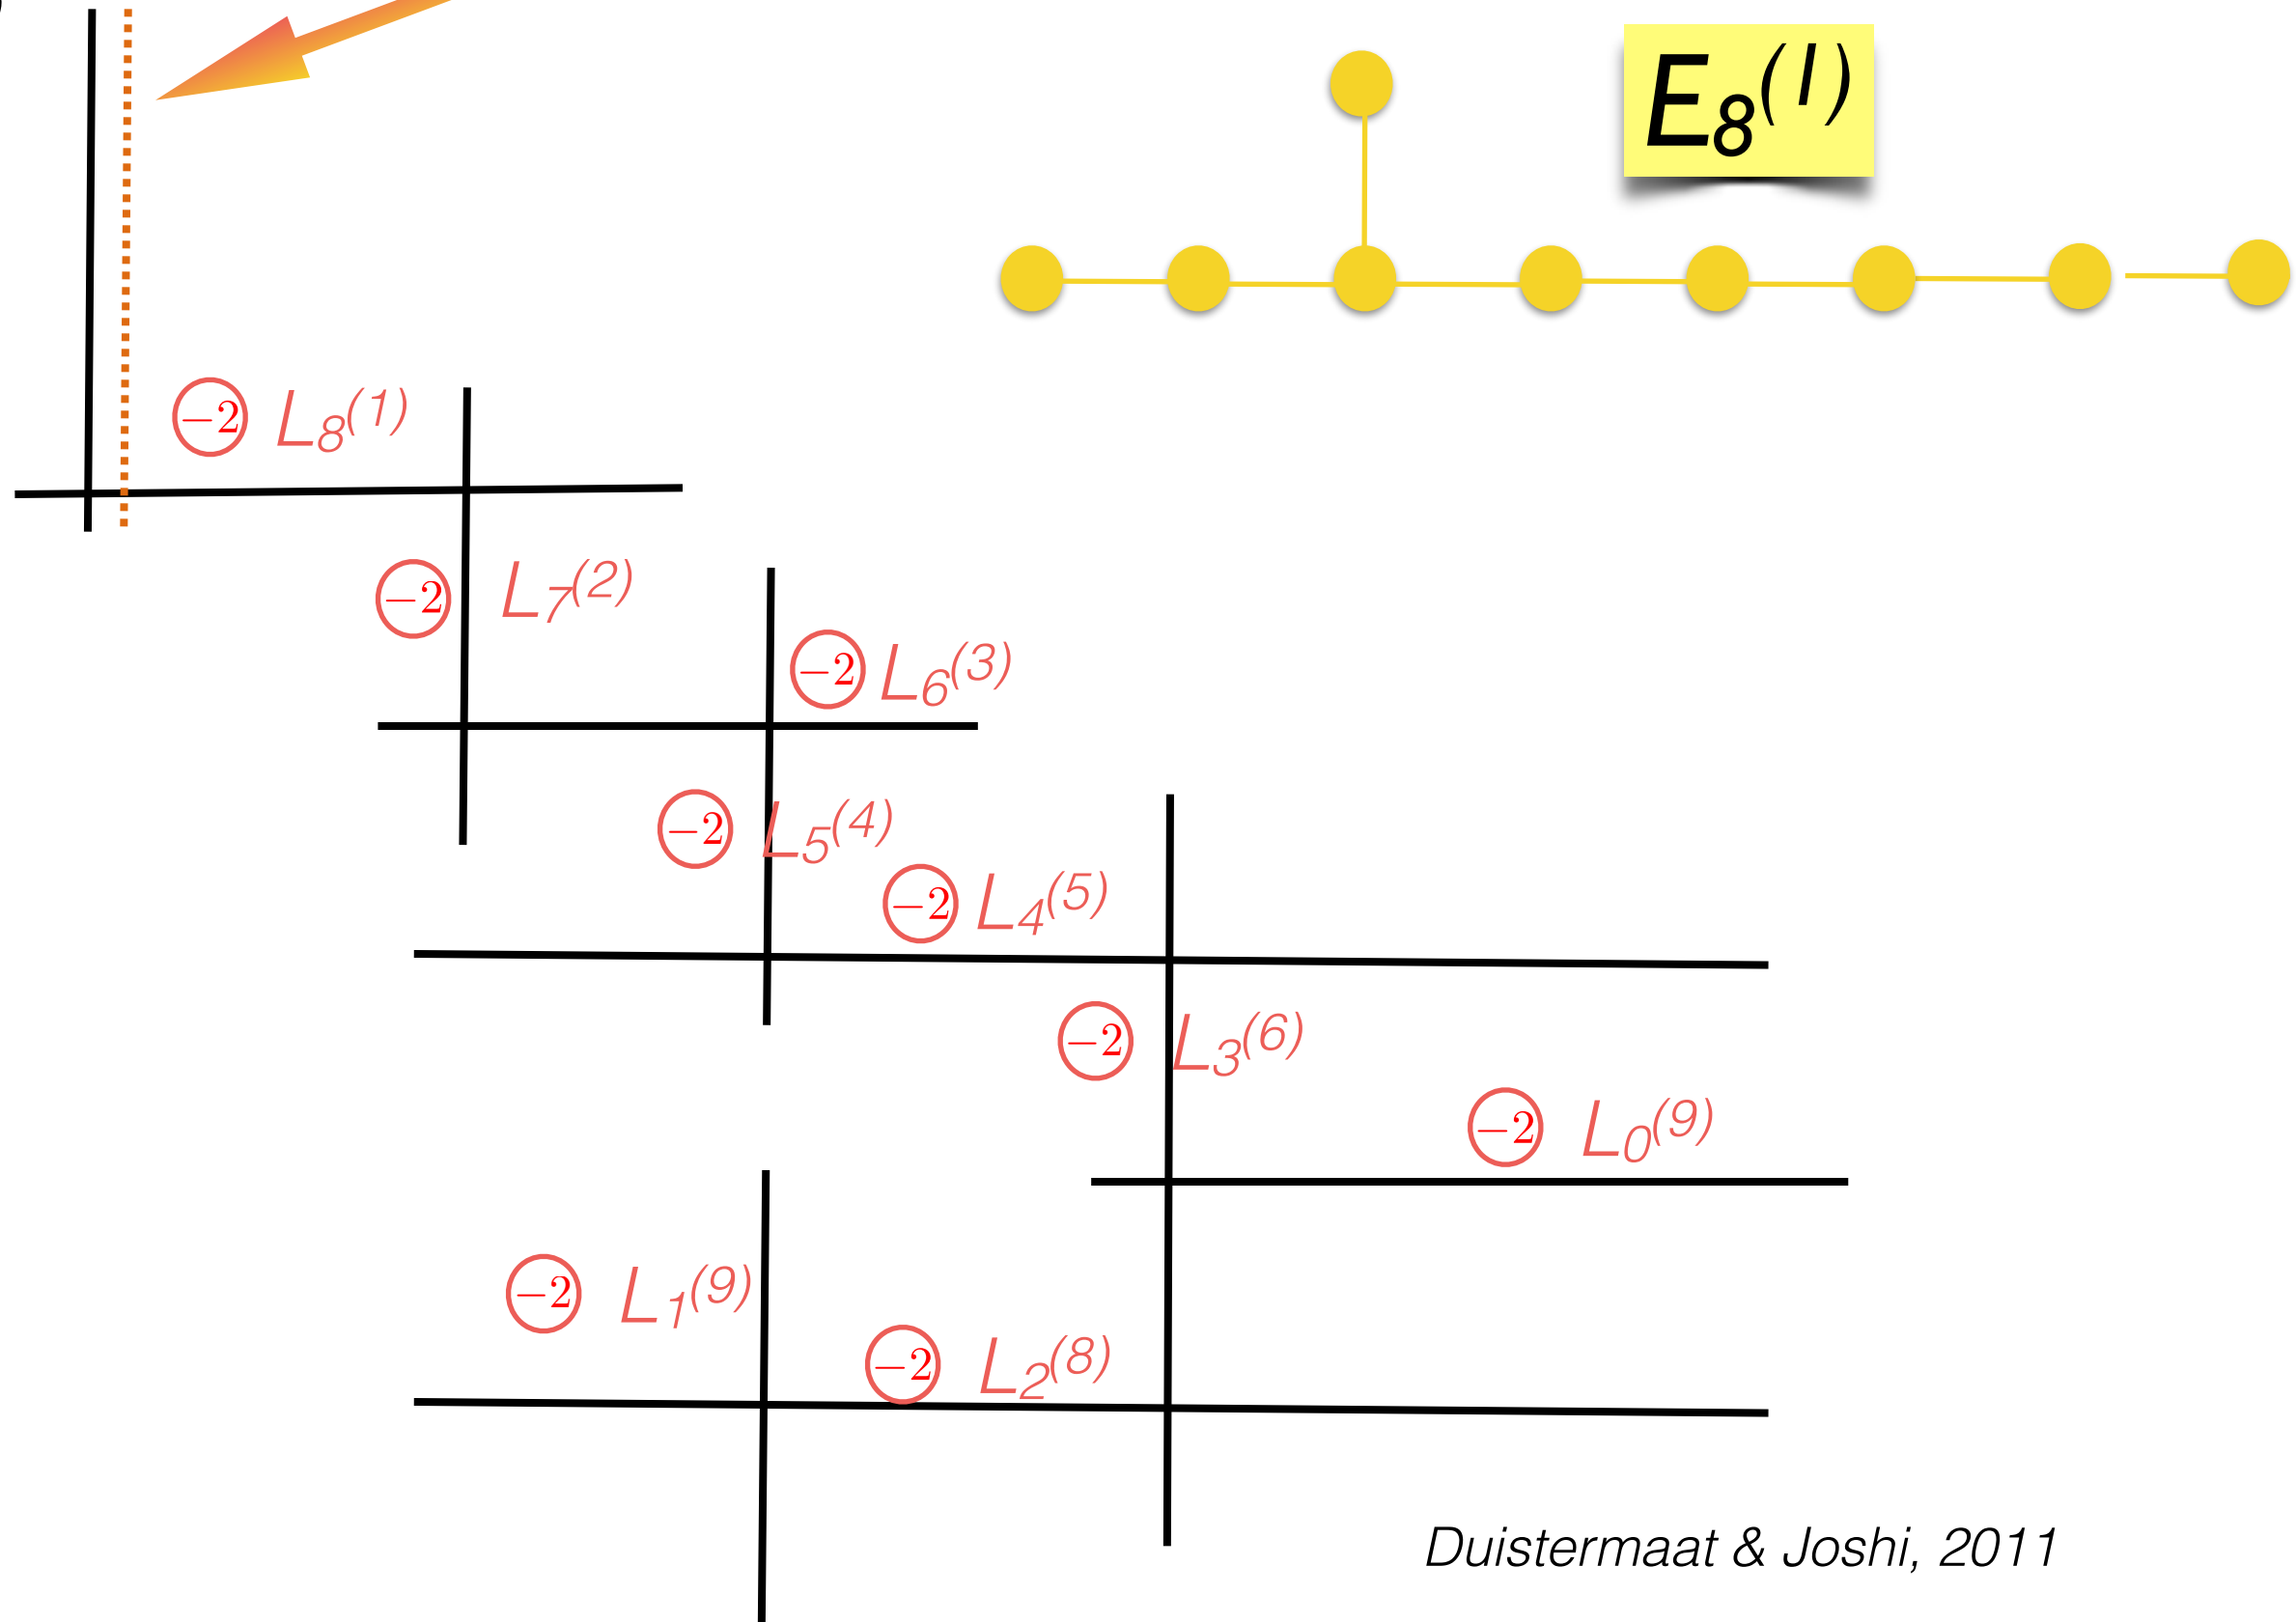 E₈⁽¹⁾
−2 L₈⁽¹⁾
−2 L₇⁽²⁾
−2 L₆⁽³⁾
−2 L₅⁽⁴⁾
−2 L₄⁽⁵⁾
−2 L₃⁽⁶⁾
−2 L₀⁽⁹⁾
−2 L₁⁽⁹⁾
−2 L₂⁽⁸⁾
Duistermaat & Joshi, 2011